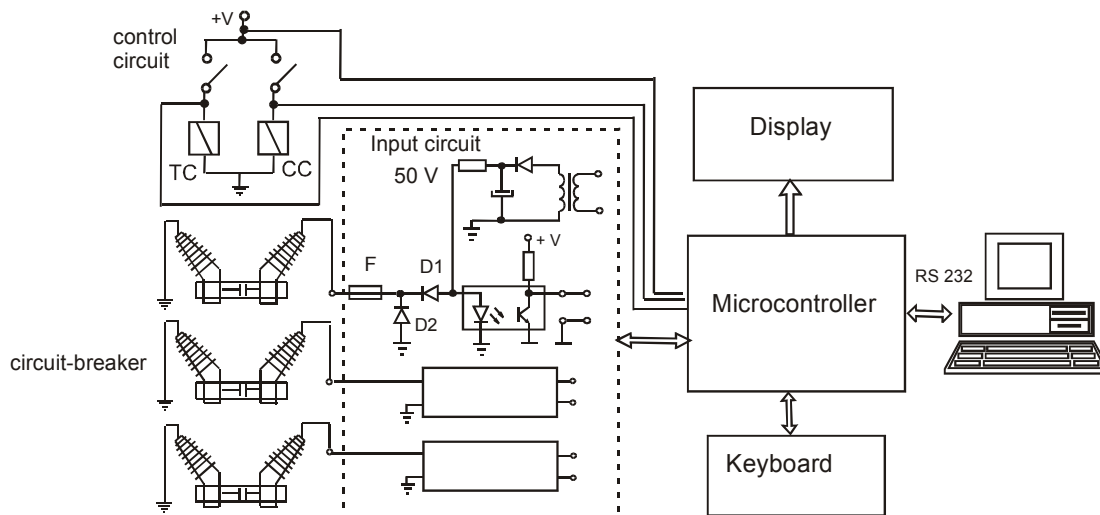 +V
control
circuit
TC
CC
Input circuit
50 V
+ V
F
D1
D2
circuit-breaker
Display
Microcontroller
RS 232
Keyboard